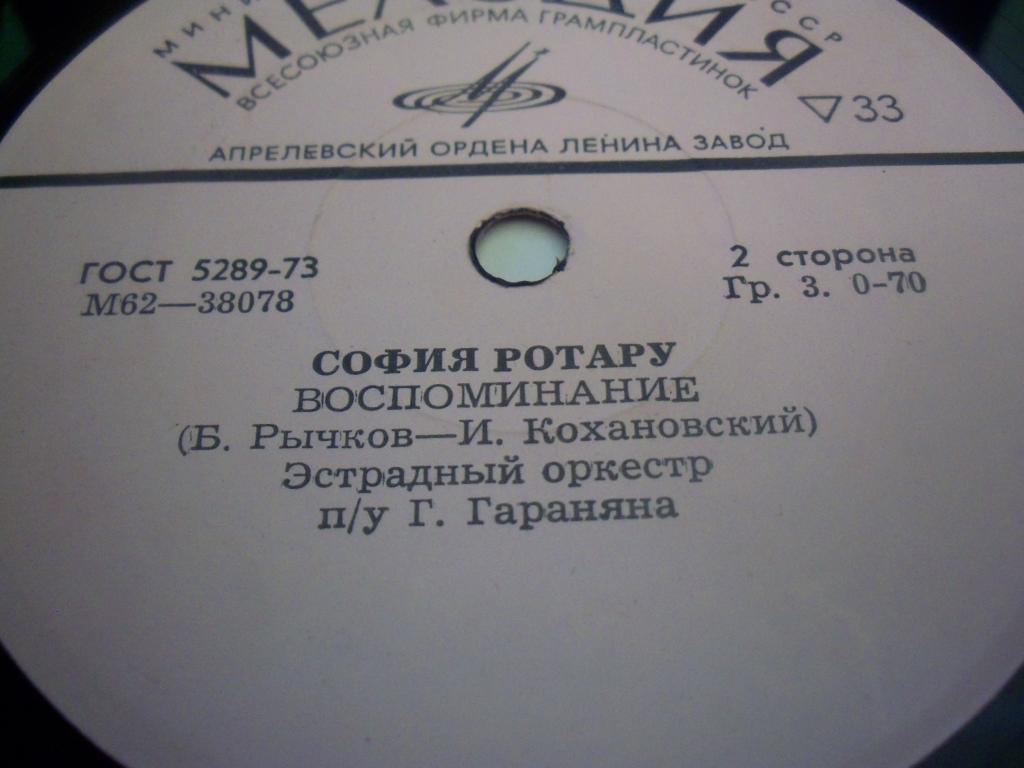 МЕЛОДИЯ
ВСЕСОЮЗНАЯ ФИРМА ГРАМПЛАСТИНОК
33
АПРЕЛЕВСКИЙ ОРДЕНА ЛЕНИНА ЗАВОД
ГОСТ 5289-73
М62—38078
2 сторона
Гр. 3. 0-70
СОФИЯ РОТАРУ
ВОСПОМИНАНИЕ
(Б. Рычков—И. Кохановский)
Эстрадный оркестр
п/у Г. Гараняна